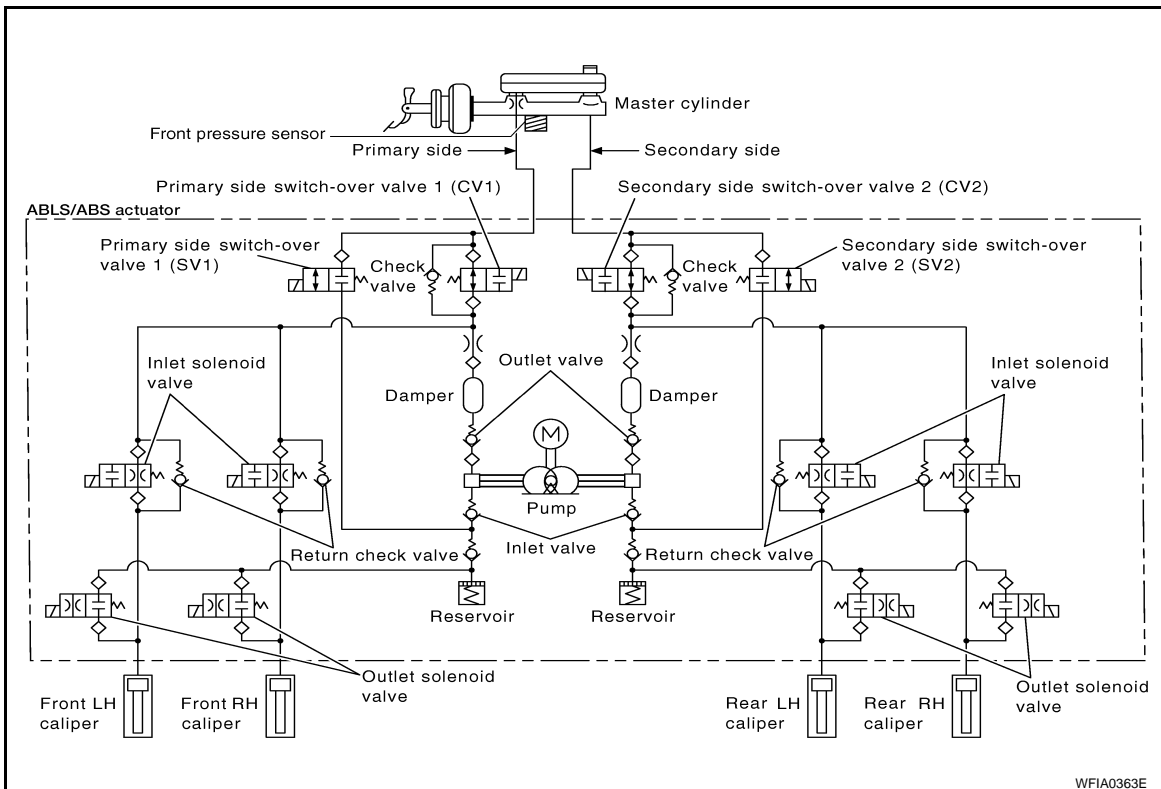 Master cylinder
Front pressure sensor
Primary side
Secondary side
Primary side switch-over valve 1 (CV1)
Secondary side switch-over valve 2 (CV2)
ABLS/ABS actuator
Primary side switch-over
valve 1 (SV1)
Check
valve
Check
valve
Secondary side switch-over
valve 2 (SV2)
Inlet solenoid
valve
Outlet valve
Inlet solenoid
valve
Damper
Damper
M
Pump
Return check valve
Inlet valve
Return check valve
Reservoir
Reservoir
Outlet solenoid
valve
Outlet solenoid
valve
Front LH
caliper
Front RH
caliper
Rear LH
caliper
Rear RH
caliper
WFIA0363E